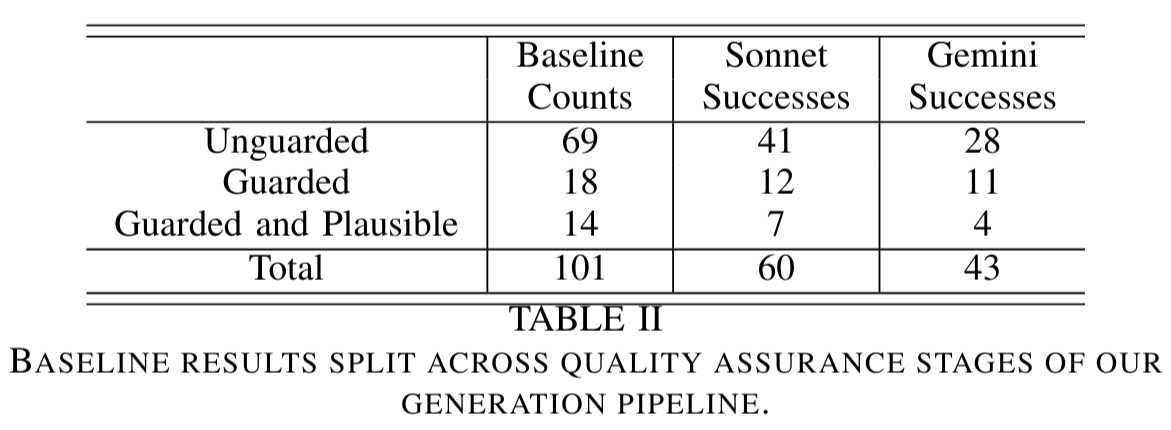 Baseline Counts Sonnet Successes Gemini Successes
Unguarded 69 41 28
Guarded 18 12 11
Guarded and Plausible 14 7 4
Total 101 60 43
TABLE II
BASELINE RESULTS SPLIT ACROSS QUALITY ASSURANCE STAGES OF OUR
GENERATION PIPELINE.